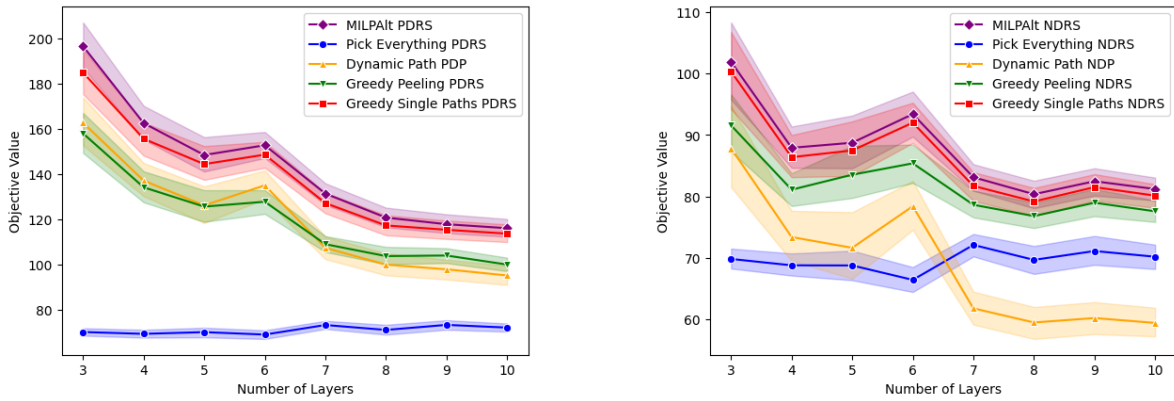 MILPAlt PDRS
Pick Everything PDRS
Dynamic Path PDP
Greedy Peeling PDRS
Greedy Single Paths PDRS
Objective Value
200
180
160
140
120
100
80
3 4 5 6 7 8 9 10
Number of Layers
MILPAlt NDRS
Pick Everything NDRS
Dynamic Path NDP
Greedy Peeling NDRS
Greedy Single Paths NDRS
Objective Value
110
100
90
80
70
60
3 4 5 6 7 8 9 10
Number of Layers